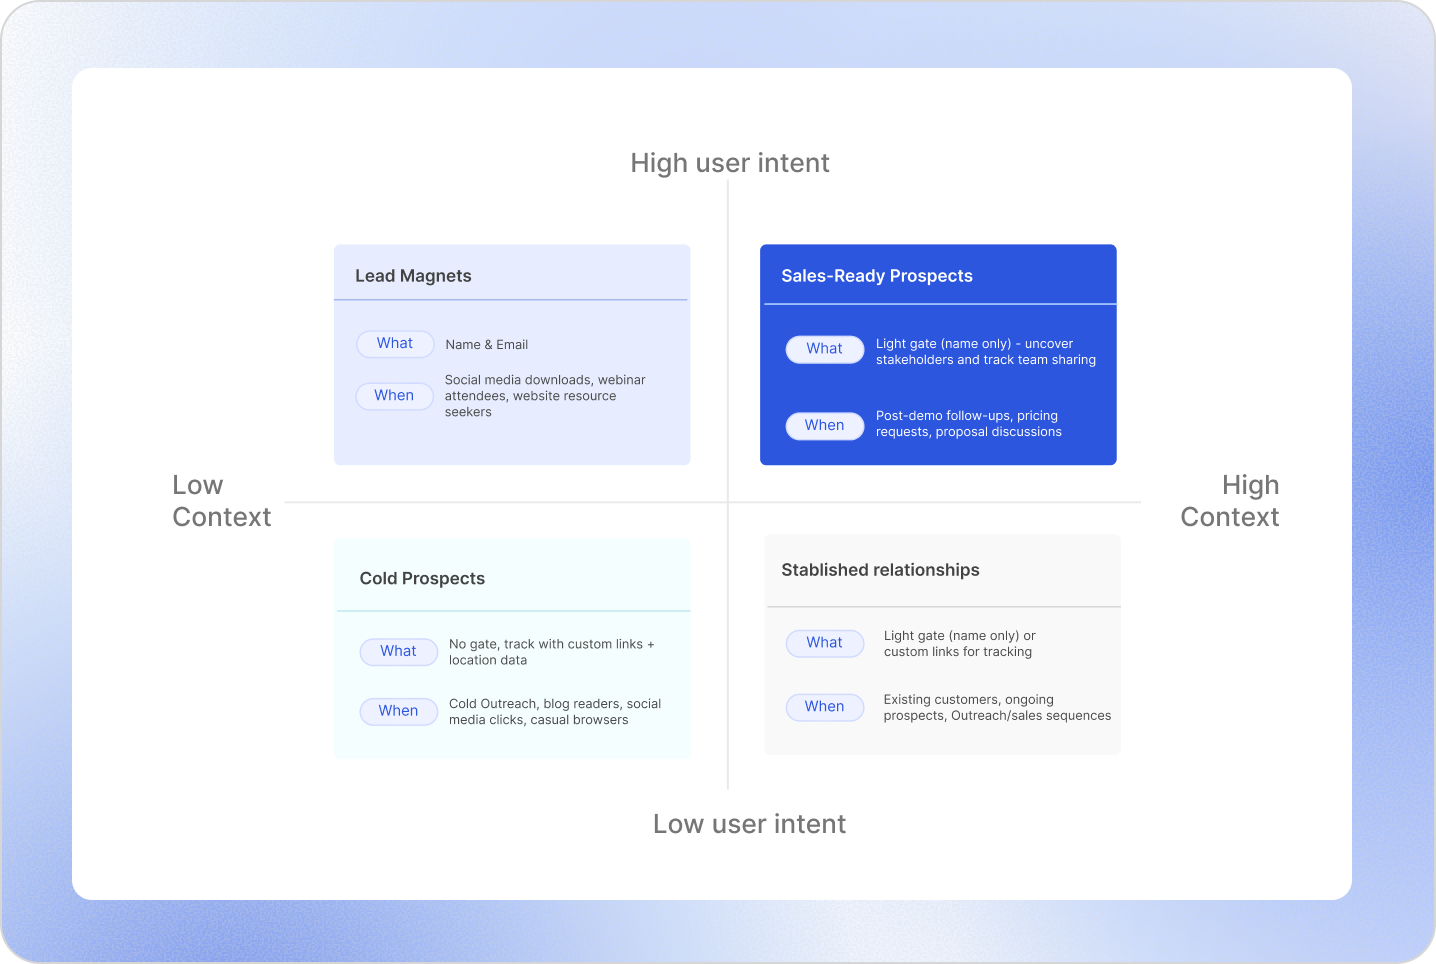 High user intent
Lead Magnets
What
Name & Email
When
Social media downloads, webinar
attendees, website resource
seekers
Sales-Ready Prospects
What
Light gate (name only) - uncover
stakeholders and track team sharing
When
Post-demo follow-ups, pricing
requests, proposal discussions
Low
Context
High
Context
Cold Prospects
What
No gate, track with custom links +
location data
When
Cold Outreach, blog readers, social
media clicks, casual browsers
Stablished relationships
What
Light gate (name only) or
custom links for tracking
When
Existing customers, ongoing
prospects, Outreach/sales sequences
Low user intent